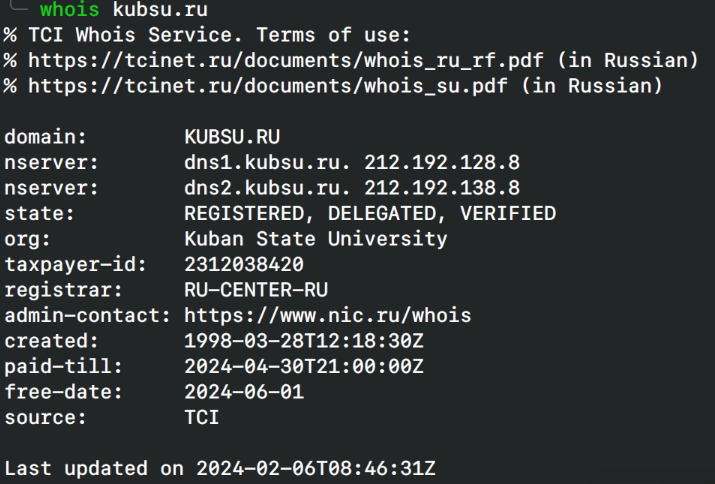 whois kubsu.ru
% TCI Whois Service. Terms of use:
% https://tcinet.ru/documents/whois_ru_rf.pdf (in Russian)
% https://tcinet.ru/documents/whois_su.pdf (in Russian)
domain: KUBSU.RU
nserver: dns1.kubsu.ru. 212.192.128.8
nserver: dns2.kubsu.ru. 212.192.138.8
state: REGISTERED, DELEGATED, VERIFIED
org: Kuban State University
taxpayer-id: 2312038420
registrar: RU-CENTER-RU
admin-contact: https://www.nic.ru/whois
created: 1998-03-28T12:18:30Z
paid-till: 2024-04-30T21:00:00Z
free-date: 2024-06-01
source: TCI
Last updated on 2024-02-06T08:46:31Z